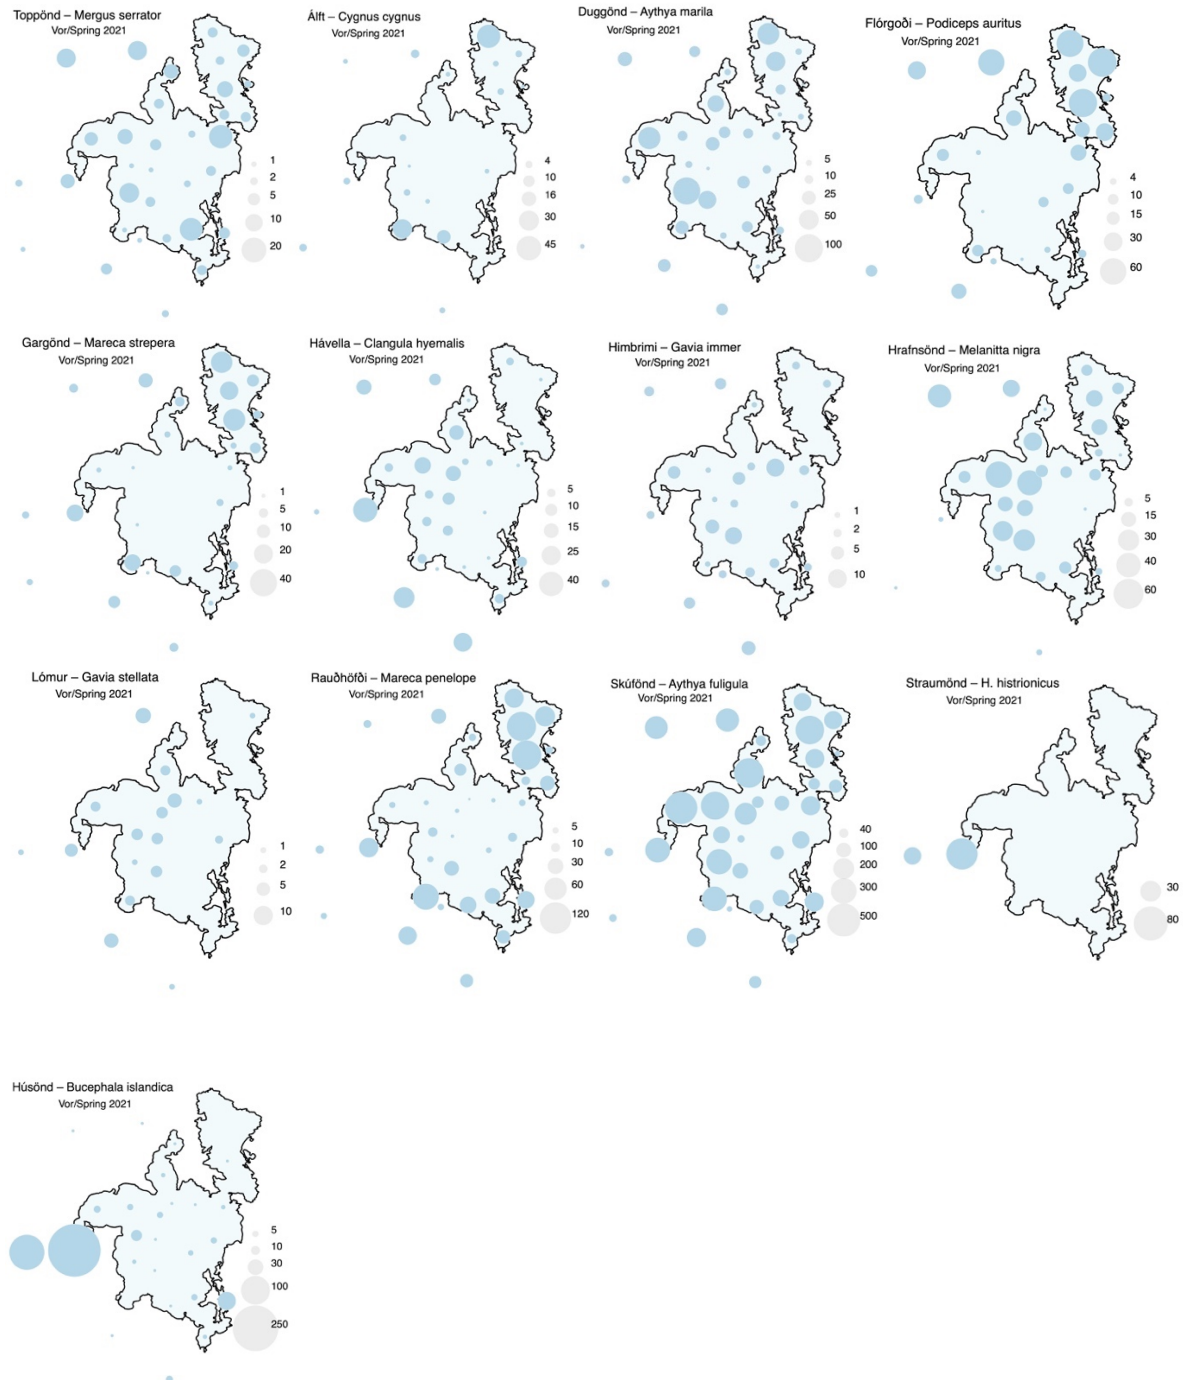 Toppönd – Mergus serrator
Vor/Spring 2021
1
2
5
10
20
Álft – Cygnus cygnus
Vor/Spring 2021
4
10
16
30
45
Duggönd – Aythya marila
Vor/Spring 2021
5
10
25
50
100
Flórgoði – Podiceps auritus
Vor/Spring 2021
4
10
15
30
60
Gargönd – Mareca strepera
Vor/Spring 2021
1
5
10
20
40
Hávella – Clangula hyemalis
Vor/Spring 2021
5
10
15
25
40
Himbrimi – Gavia immer
Vor/Spring 2021
1
2
5
10
Hrafnsönd – Melanitta nigra
Vor/Spring 2021
5
15
30
40
60
Lómur – Gavia stellata
Vor/Spring 2021
1
2
5
10
Rauðhöfði – Mareca penelope
Vor/Spring 2021
5
10
30
60
120
Skúfönd – Aythya fuligula
Vor/Spring 2021
40
100
200
300
500
Straumönd – H. histrionicus
Vor/Spring 2021
30
80
Húsönd – Bucephala islandica
Vor/Spring 2021
5
10
30
100
250